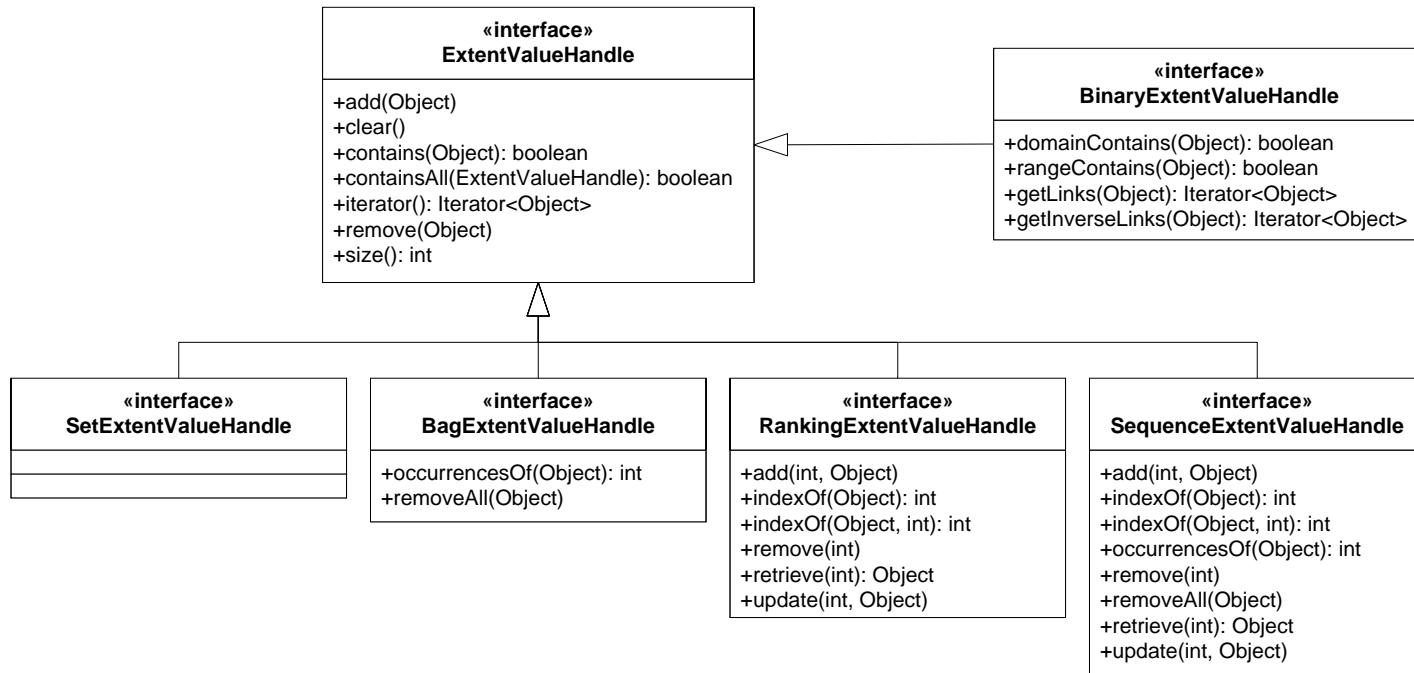 «interface»
ExtentValueHandle
+add(Object)
+clear()
+contains(Object): boolean
+containsAll(ExtentValueHandle): boolean
+iterator(): Iterator<Object>
+remove(Object)
+size(): int
«interface»
BinaryExtentValueHandle
+domainContains(Object): boolean
+rangeContains(Object): boolean
+getLinks(Object): Iterator<Object>
+getInverseLinks(Object): Iterator<Object>
«interface»
SetExtentValueHandle
«interface»
BagExtentValueHandle
+occurrencesOf(Object): int
+removeAll(Object)
«interface»
RankingExtentValueHandle
+add(int, Object)
+indexOf(Object): int
+indexOf(Object, int): int
+remove(int)
+retrieve(int): Object
+update(int, Object)
«interface»
SequenceExtentValueHandle
+add(int, Object)
+indexOf(Object): int
+indexOf(Object, int): int
+occurrencesOf(Object): int
+remove(int)
+removeAll(Object)
+retrieve(int): Object
+update(int, Object)